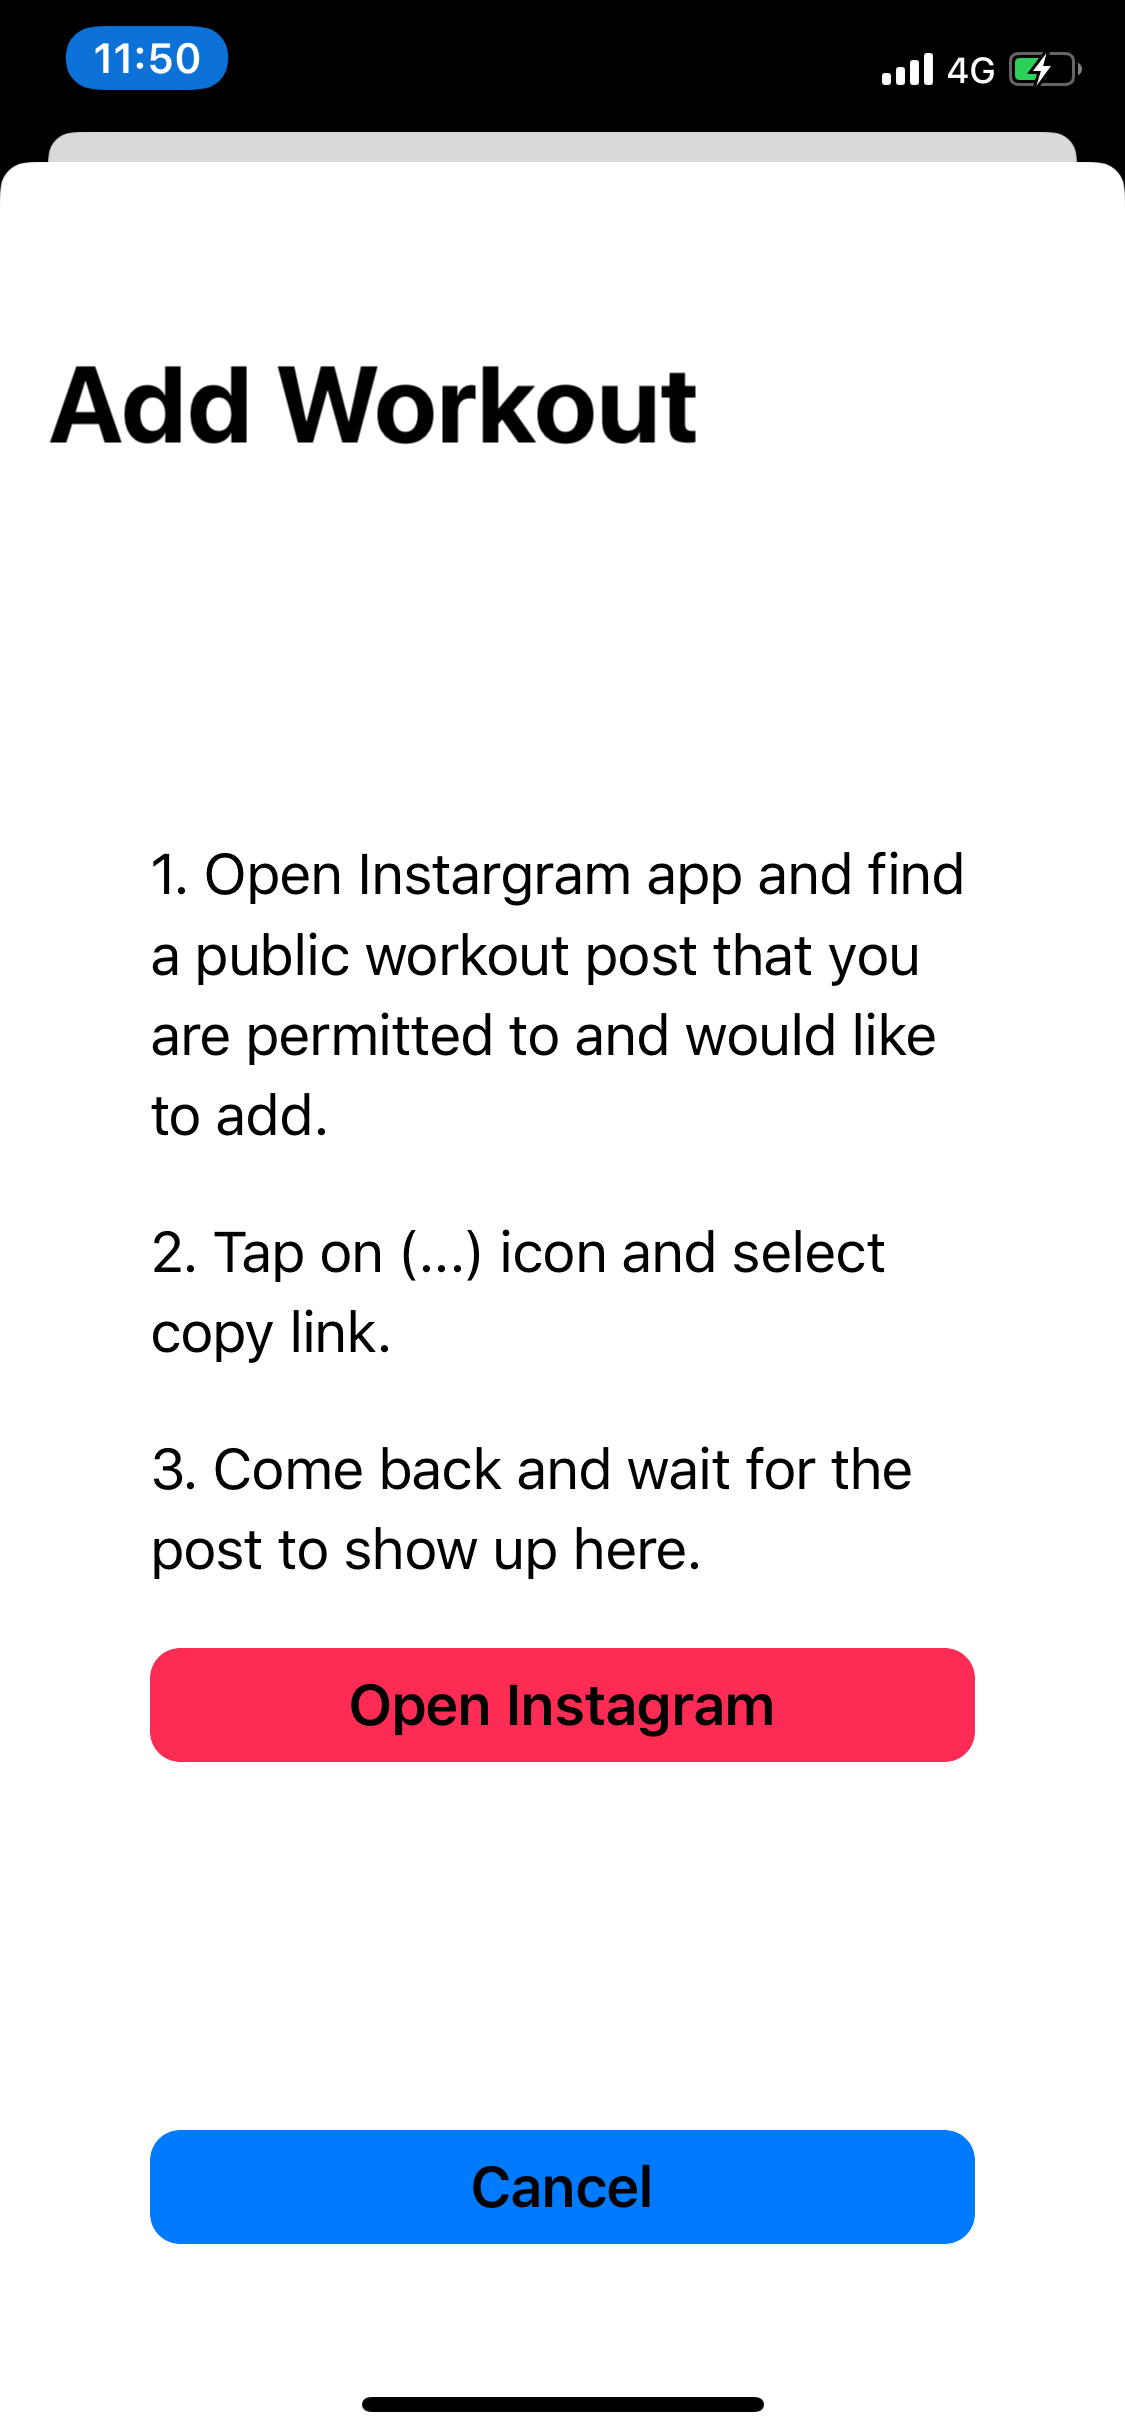 11:50
4G
Add Workout
1. Open Instargram app and find
a public workout post that you
are permitted to and would like
to add.
2. Tap on (...) icon and select
copy link.
3. Come back and wait for the
post to show up here.
Open Instagram
Cancel